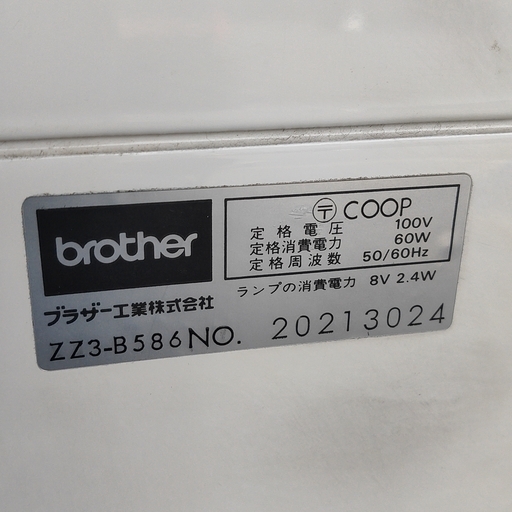 brother
ブラザー工業株式会社
ZZ3-B586 NO. 20213024
〒 COOP
定格電圧 100V
定格消費電力 60W
定格周波数 50/60Hz
ランプの消費電力 8V 2.4W